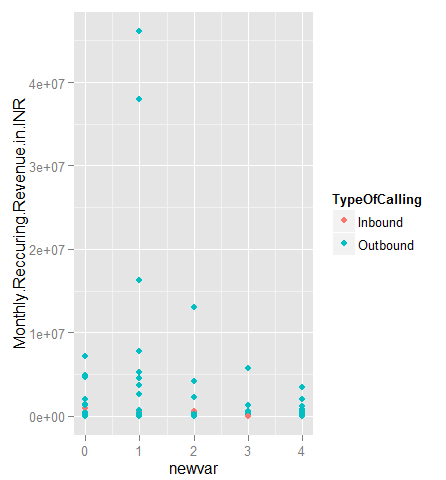 Monthly.Reccuring.Revenue.in.INR
4e+07
3e+07
2e+07
1e+07
0e+00
0 1 2 3 4
newvar
TypeOfCalling
Inbound
Outbound